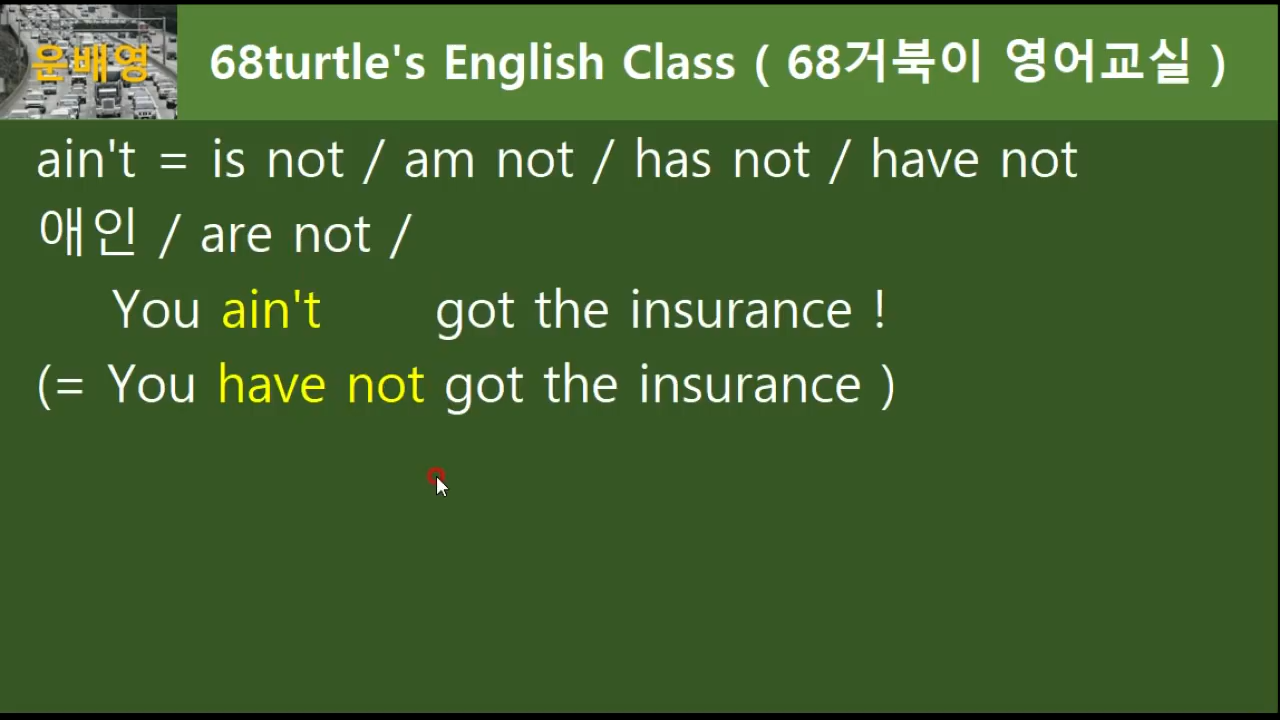 운배영
68turtle's English Class ( 68거북이 영어교실 )
ain't = is not / am not / has not / have not
애인 / are not /
You ain't got the insurance !
(= You have not got the insurance )